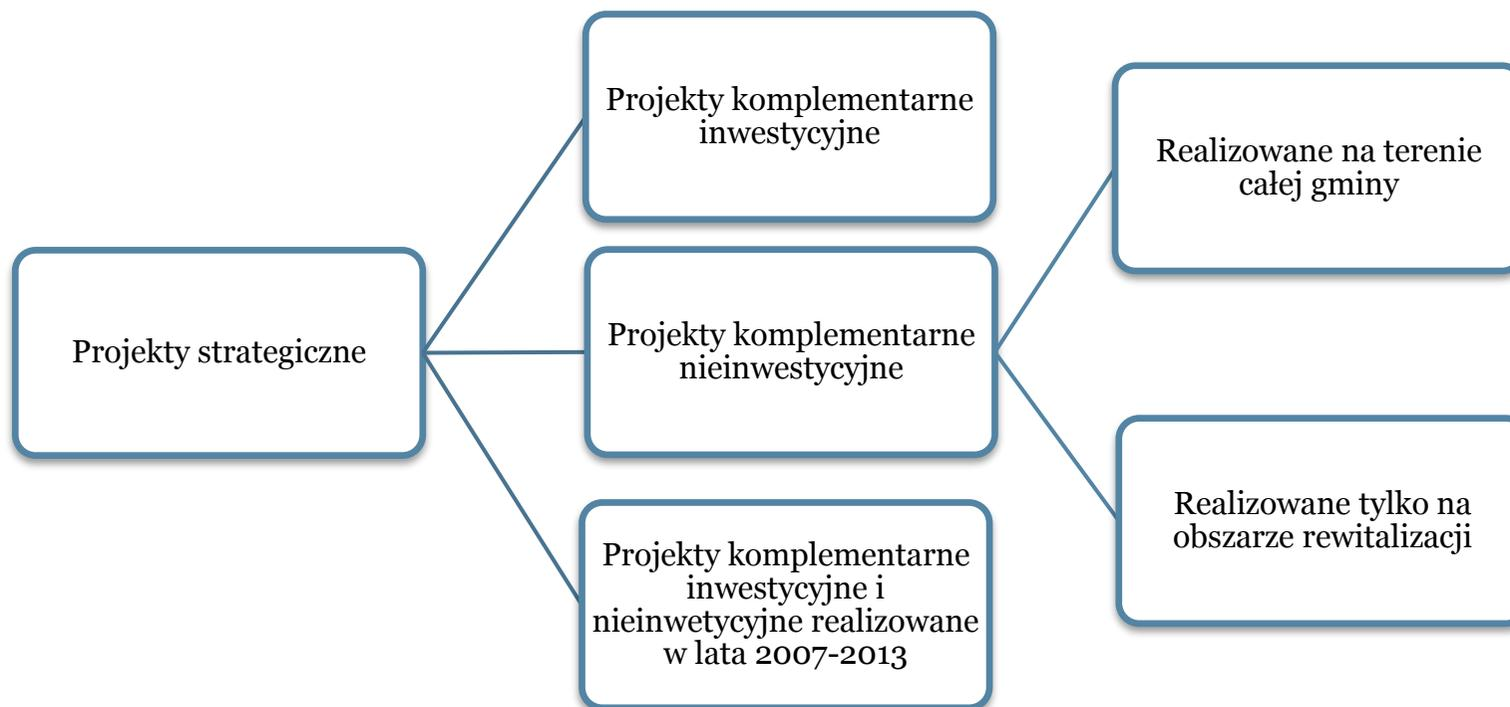 Projekty strategiczne
Projekty komplementarne
inwestycyjne
Projekty komplementarne
nieinwestycyjne
Projekty komplementarne
inwestycyjne i
nieinwetycyjne realizowane
w lata 2007-2013
Realizowane na terenie
całej gminy
Realizowane tylko na
obszarze rewitalizacji